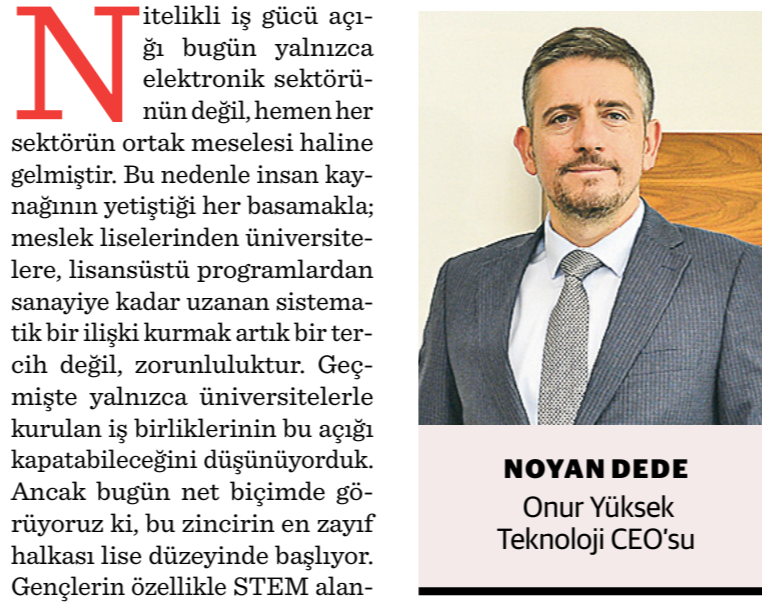 Nitelikli iş gücü açı-
ğı bugün yalnızca
elektronik sektörü-
nün değil, hemen her
sektörün ortak meselesi haline
gelmiştir. Bu nedenle insan kay-
nağının yetiştiği her basamakla;
meslek liselerinden üniversite-
lere, lisansüstü programlardan
sanayiye kadar uzanan sistema-
tik bir ilişki kurmak artık bir ter-
cih değil, zorunluluktur. Geç-
mişte yalnızca üniversitelerle
kurulan iş birliklerinin bu açığı
kapatabileceğini düşünüyorduk.
Ancak bugün net biçimde gö-
rüyoruz ki, bu zincirin en zayıf
halkası lise düzeyinde başlıyor.
Gençlerin özellikle STEM alan-
NOYAN DEDE
Onur Yüksek
Teknoloji CEO'su